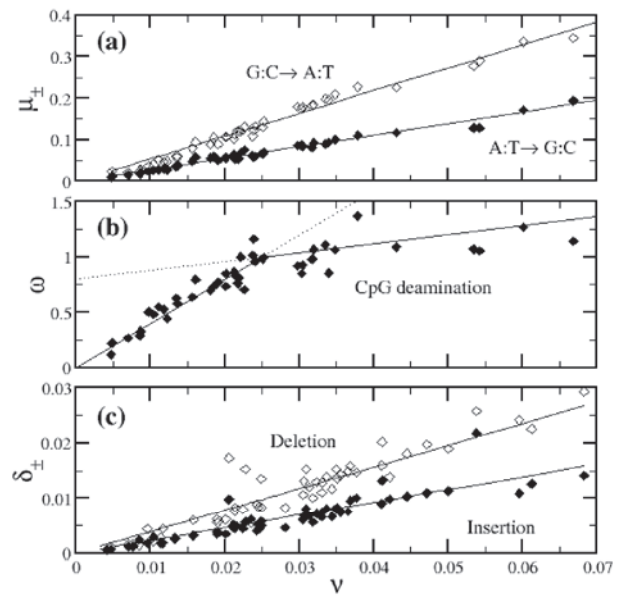 0.4
(a)
0.3
G:C→ A:T
μ±
0.2
0.1
A:T→ G:C
0
1.5
(b)
1
ω
CpG deamination
0.5
0
0.03
(c)
Deletion
0.02
δ±
0.01
Insertion
0
0 0.01 0.02 0.03 0.04 0.05 0.06 0.07
ν